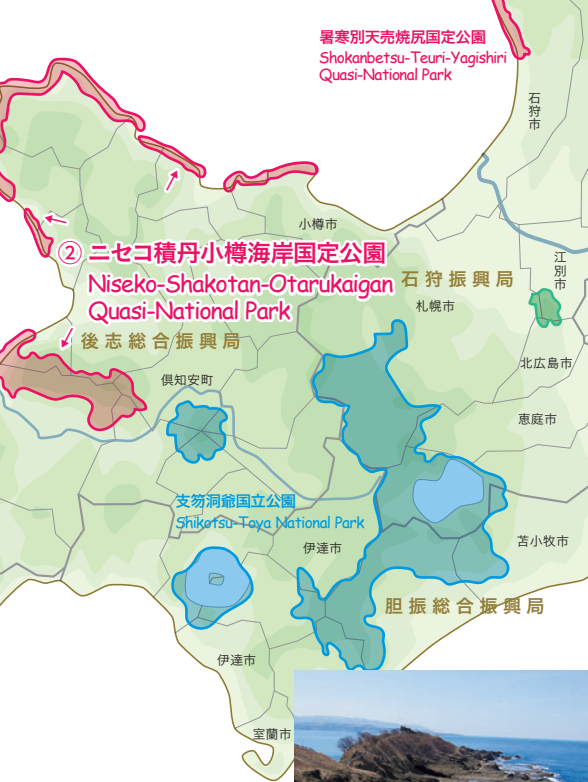 暑寒別天売焼尻国定公園
Shokanbetsu-Teuri-Yagishiri
Quasi-National Park
石狩市
小樽市
② ニセコ積丹小樽海岸国定公園
Niseko-Shakotan-Otarukaigan
Quasi-National Park
江別市
石狩振興局
札幌市
後志総合振興局
北広島市
倶知安町
恵庭市
支笏洞爺国立公園
Shikotsu-Toya National Park
伊達市
苫小牧市
胆振総合振興局
伊達市
室蘭市